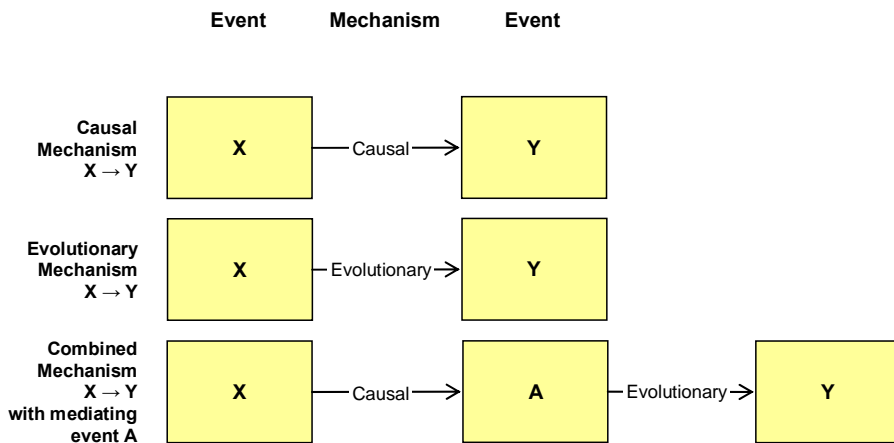 Event Mechanism Event
Causal
Mechanism
X → Y
X
Causal
Y
Evolutionary
Mechanism
X → Y
X
Evolutionary
Y
Combined
Mechanism
X → Y
with mediating
event A
X
Causal
A
Evolutionary
Y